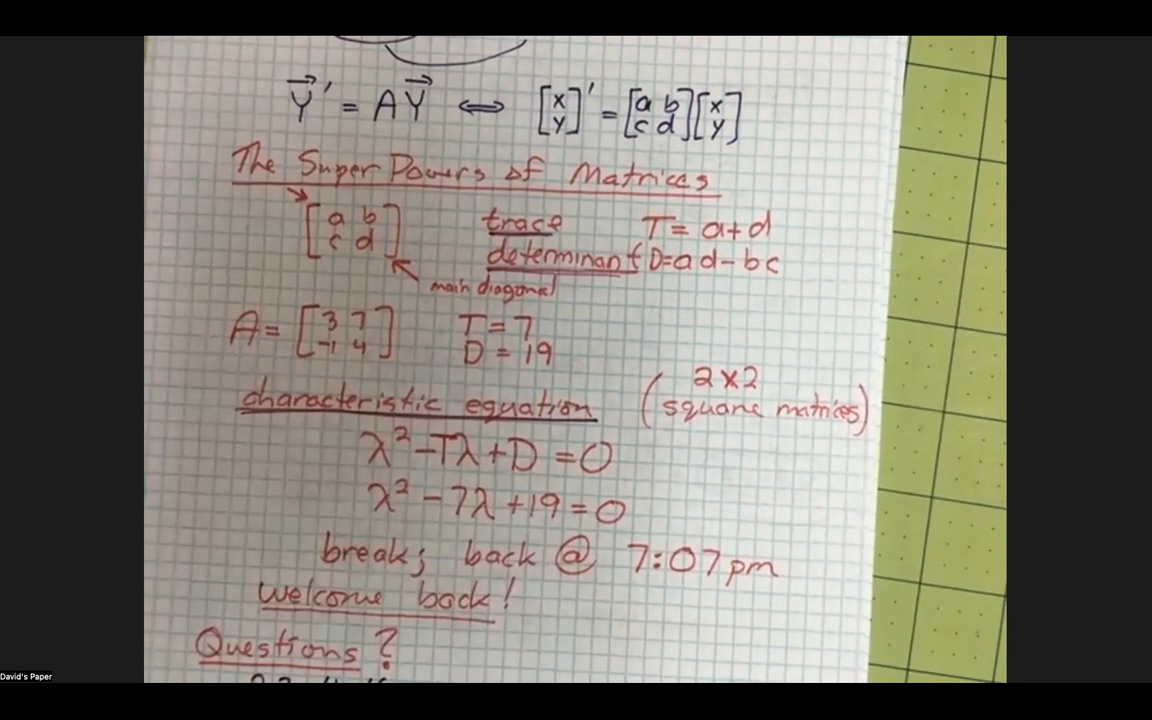 Y' = AY ⟺ [x y]' = [a b c d][x y]
The Super Powers of Matrices
[a b c d] trace T = a+d
determinant D=ad-bc
main diagonal
A = [3 7 -1 4] T = 7
D = 19
characteristic equation (2x2 square matrices)
λ² - Tλ + D = 0
λ² - 7λ + 19 = 0
break; back @ 7:07pm
welcome back!
Questions?
David's Paper